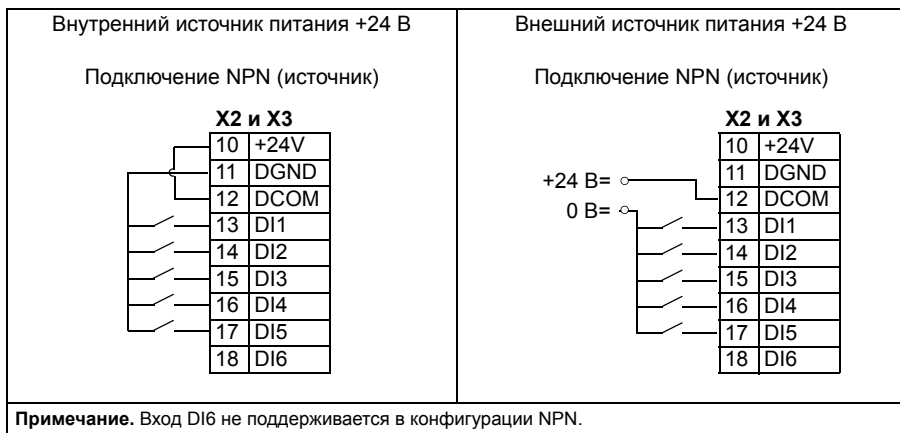 Внутренний источник питания +24 В
Подключение NPN (источник)
X2 и X3
10 +24V
11 DGND
12 DCOM
13 DI1
14 DI2
15 DI3
16 DI4
17 DI5
18 DI6
Внешний источник питания +24 В
Подключение NPN (источник)
X2 и X3
+24 В=
0 В=
10 +24V
11 DGND
12 DCOM
13 DI1
14 DI2
15 DI3
16 DI4
17 DI5
18 DI6
Примечание. Вход DI6 не поддерживается в конфигурации NPN.